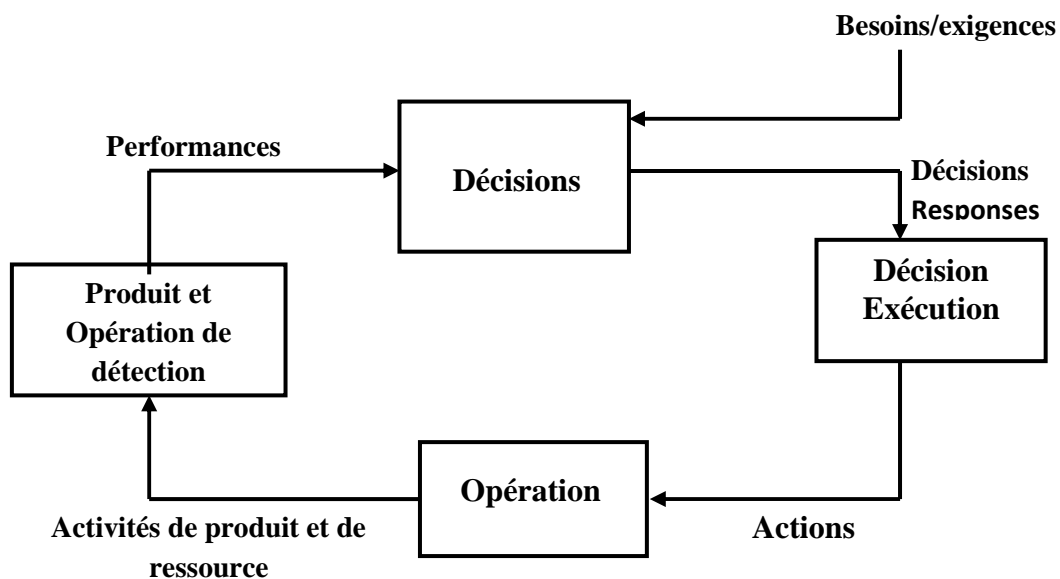 Besoins/exigences
Performances
Décisions
Décisions
Responses
Décision
Exécution
Produit et
Opération de
détection
Opération
Actions
Activités de produit et de
ressource